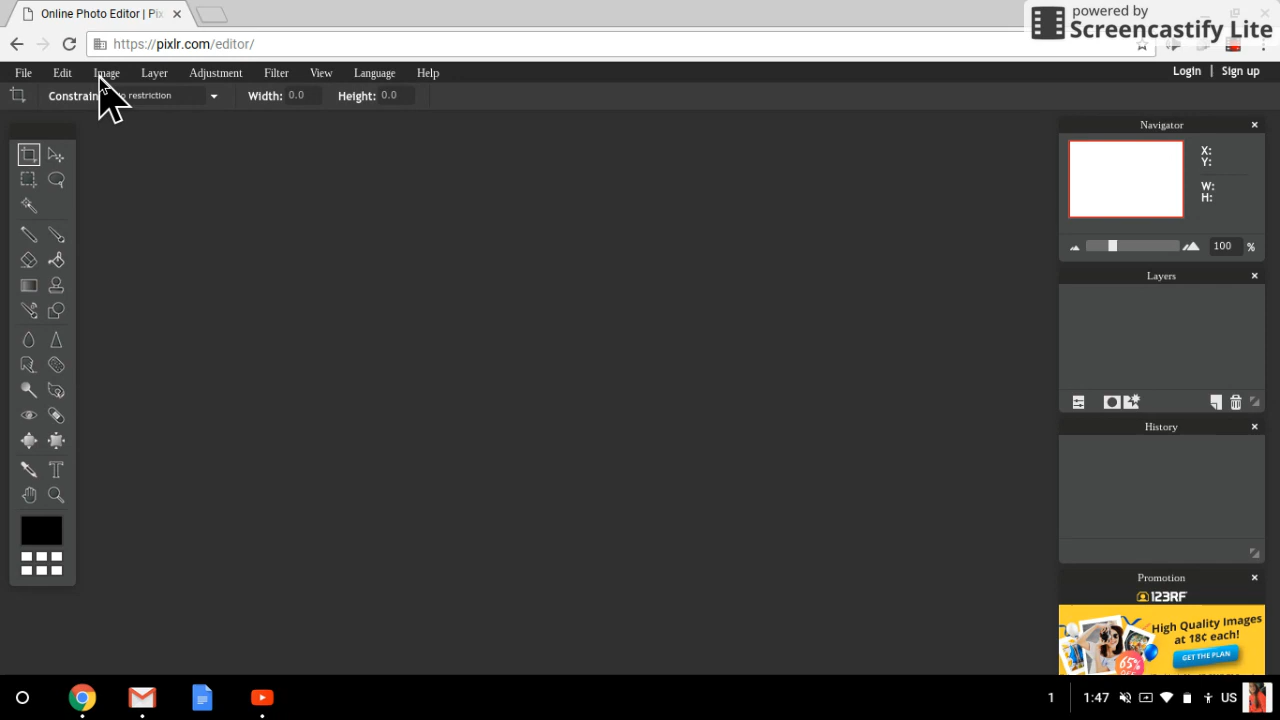 Online Photo Editor | Pix
powered by
Screencastify Lite
https://pixlr.com/editor/
File Edit Image Layer Adjustment Filter View Language Help Login | Sign up
Constrain restriction Width: 0.0 Height: 0.0
Navigator
X:
Y:
W:
H:
100 %
Layers
History
Promotion
123RF
High Quality Images
at 18¢ each!
GET THE PLAN
65%
1 1:47 US